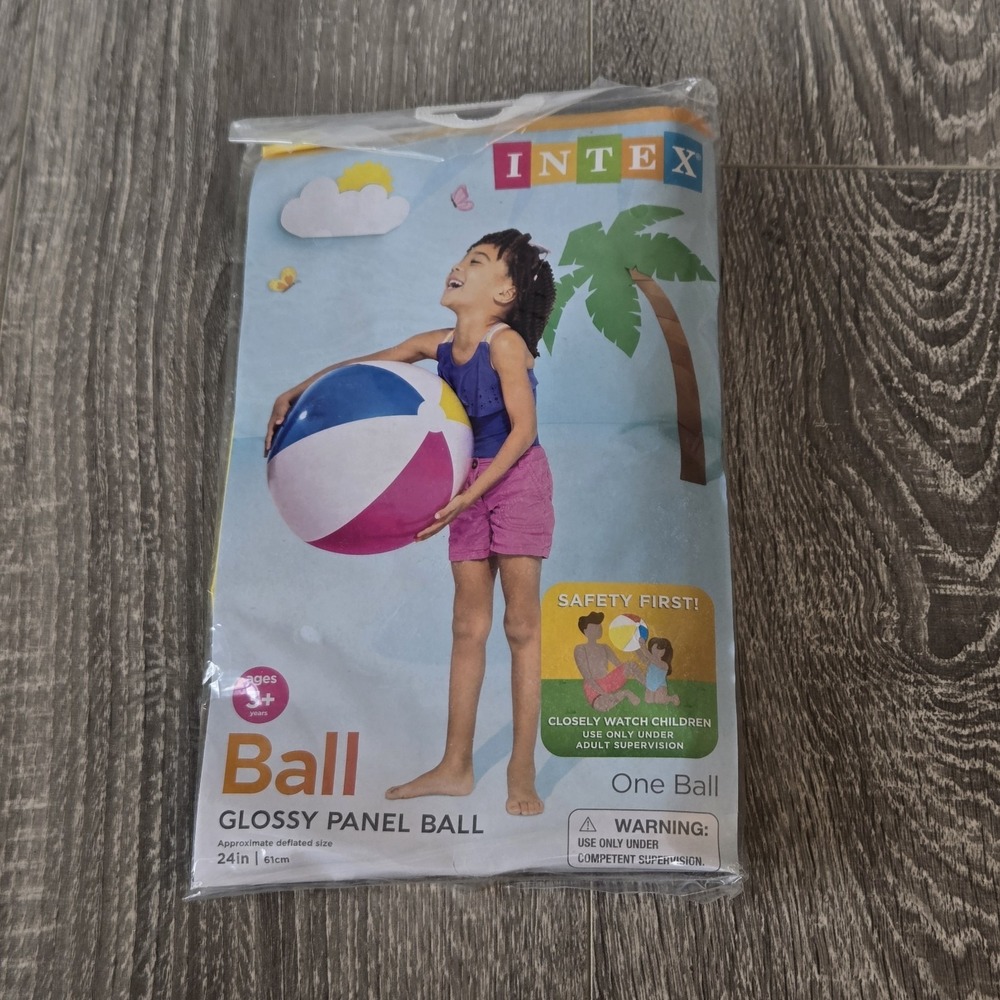 INTEX
SAFETY FIRST!
CLOSELY WATCH CHILDREN
USE ONLY UNDER
ADULT SUPERVISION
ages
3+
years
Ball
One Ball
GLOSSY PANEL BALL
Approximate deflated size
24in | 61cm
WARNING:
USE ONLY UNDER
COMPETENT SUPERVISION.